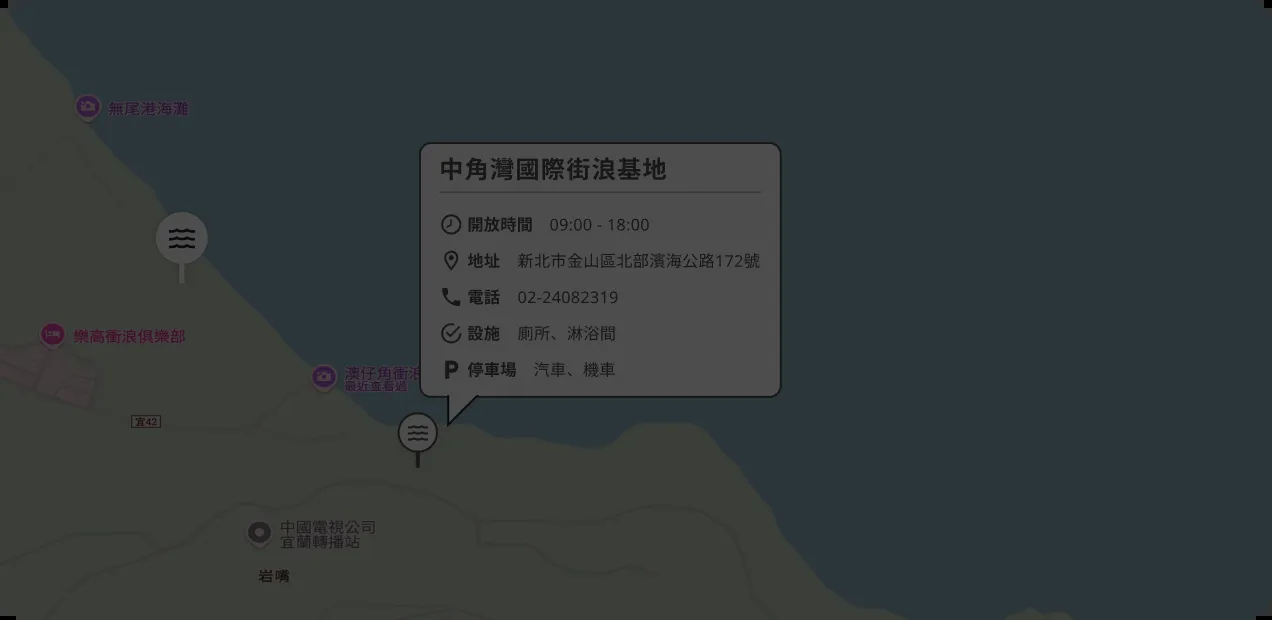 無尾港海灘
中角灣國際街浪基地
開放時間 09:00 - 18:00
地址 新北市金山區北部濱海公路172號
電話 02-24082319
設施 廁所、淋浴間
P 停車場 汽車、機車
樂高衝浪俱樂部
澳仔角衝浪
最近查看過
宜42
中國電視公司
宜蘭轉播站
岩嘴